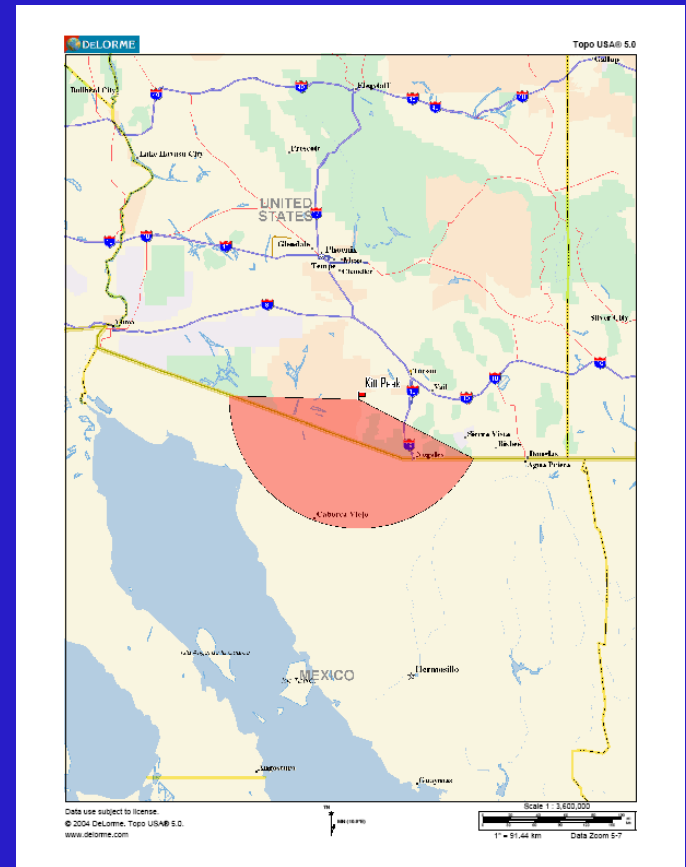 DELORME
Topo USA® 5.0
Gallup
Bullhead City
Flagstaff
Lake Havasu City
Prescott
UNITED
STATES
Glendale
Phoenix
Mesa
Tempe
Chandler
Yuma
Silver City
Tucson
Vail
Kitt Peak
Sierra Vista
Bisbee
Nogales
Douglas
Agua Prieta
Caborca Viejo
MEXICO
Hermosillo
Guaymas
Data use subject to license.
© 2004 DeLorme. Topo USA® 5.0.
www.delorme.com
TN
Scale 1 : 3,600,000
1" = 91.44 km
Data Zoom 5-7